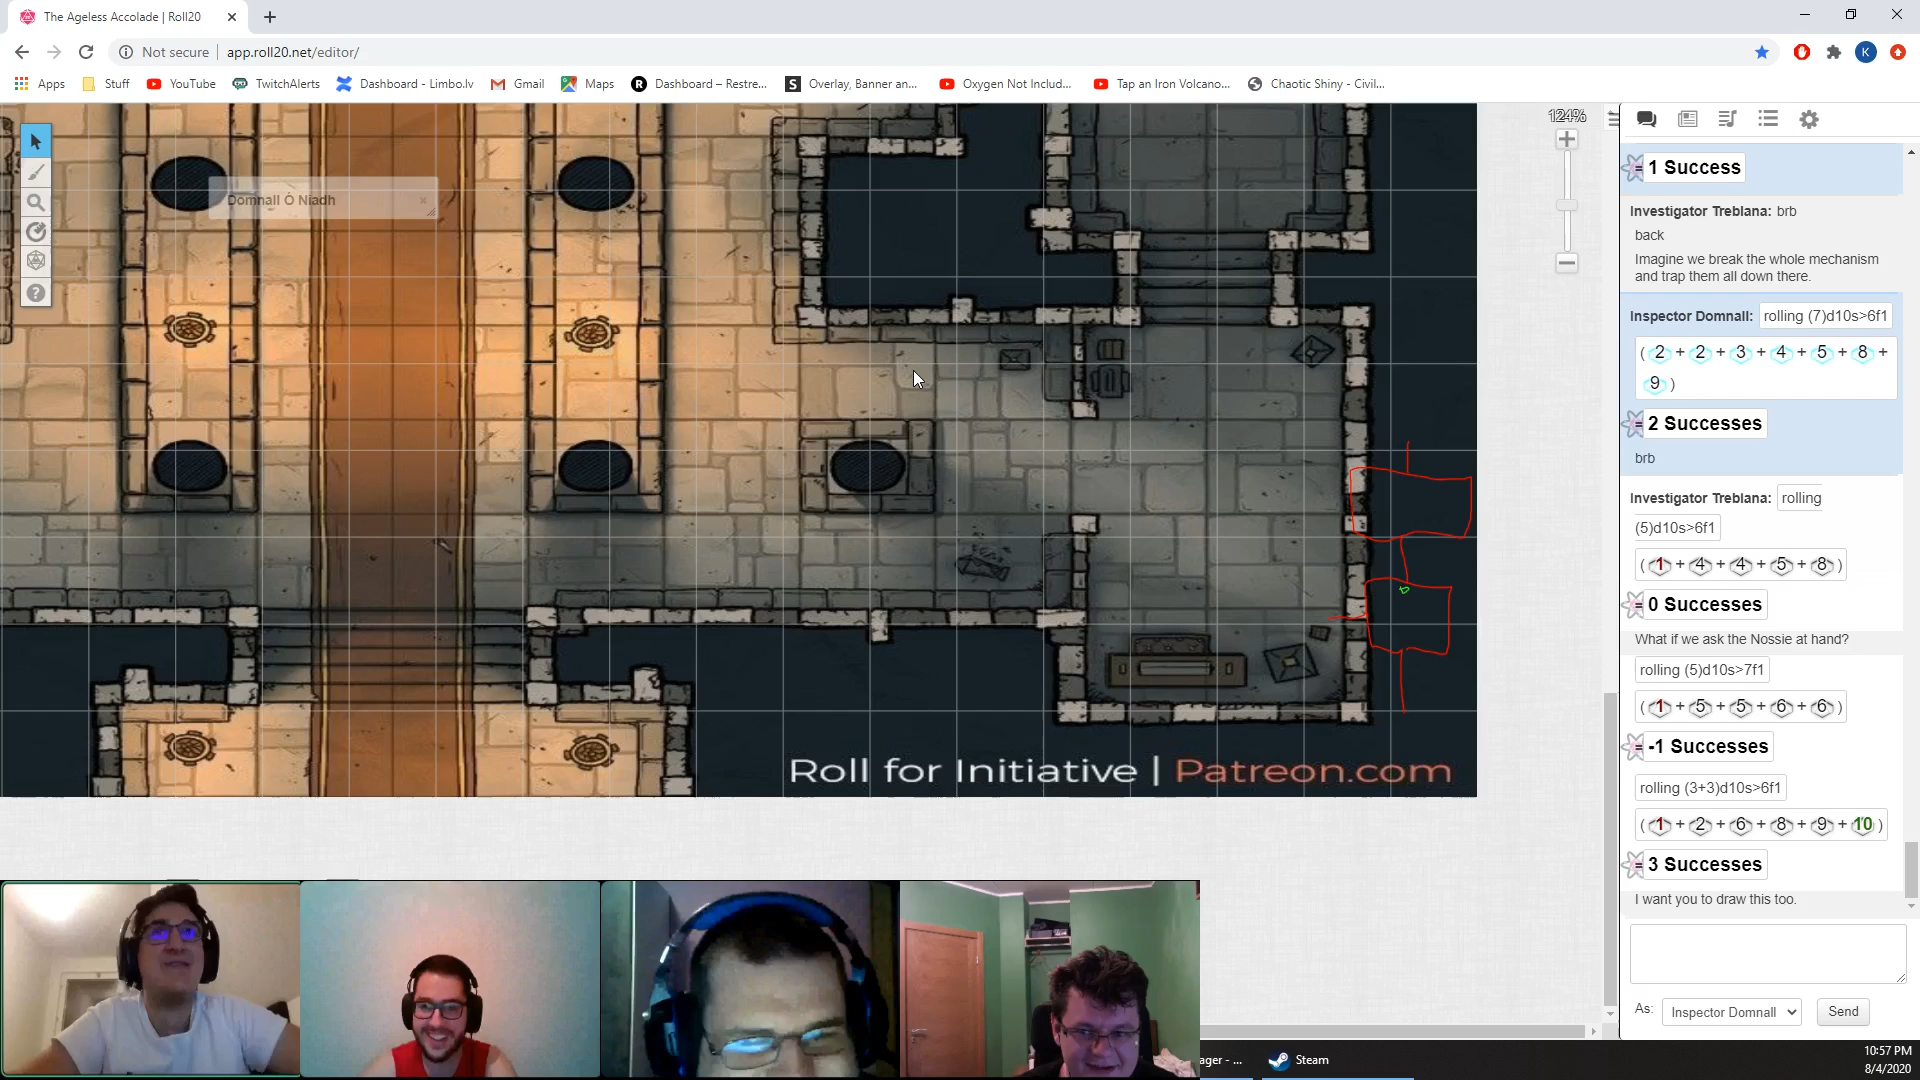 The Ageless Accolade | Roll20
Not secure
app.roll20.net/editor/
K
Apps
Stuff
YouTube
TwitchAlerts
Dashboard - Limbo.lv
Gmail
Maps
Dashboard – Restre...
Overlay, Banner an...
Oxygen Not Includ...
Tap an Iron Volcano...
Chaotic Shiny - Civil...
124%
Domnall Ó Niadh
Roll for Initiative | Patreon.com
= 1 Success
Investigator Treblana: brb
back
Imagine we break the whole mechanism
and trap them all down there.
Inspector Domnall: rolling (7)d10s>6f1
(2 + 2 + 3 + 4 + 5 + 8 +
9)
= 2 Successes
brb
Investigator Treblana: rolling
(5)d10s>6f1
(1 + 4 + 4 + 5 + 8)
= 0 Successes
What if we ask the Nossie at hand?
rolling (5)d10s>7f1
(1 + 5 + 5 + 6 + 6)
= -1 Successes
rolling (3+3)d10s>6f1
(1 + 2 + 6 + 8 + 9 + 10)
= 3 Successes
I want you to draw this too.
As: Inspector Domnall Send
ager - ...
Steam
10:57 PM
8/4/2020